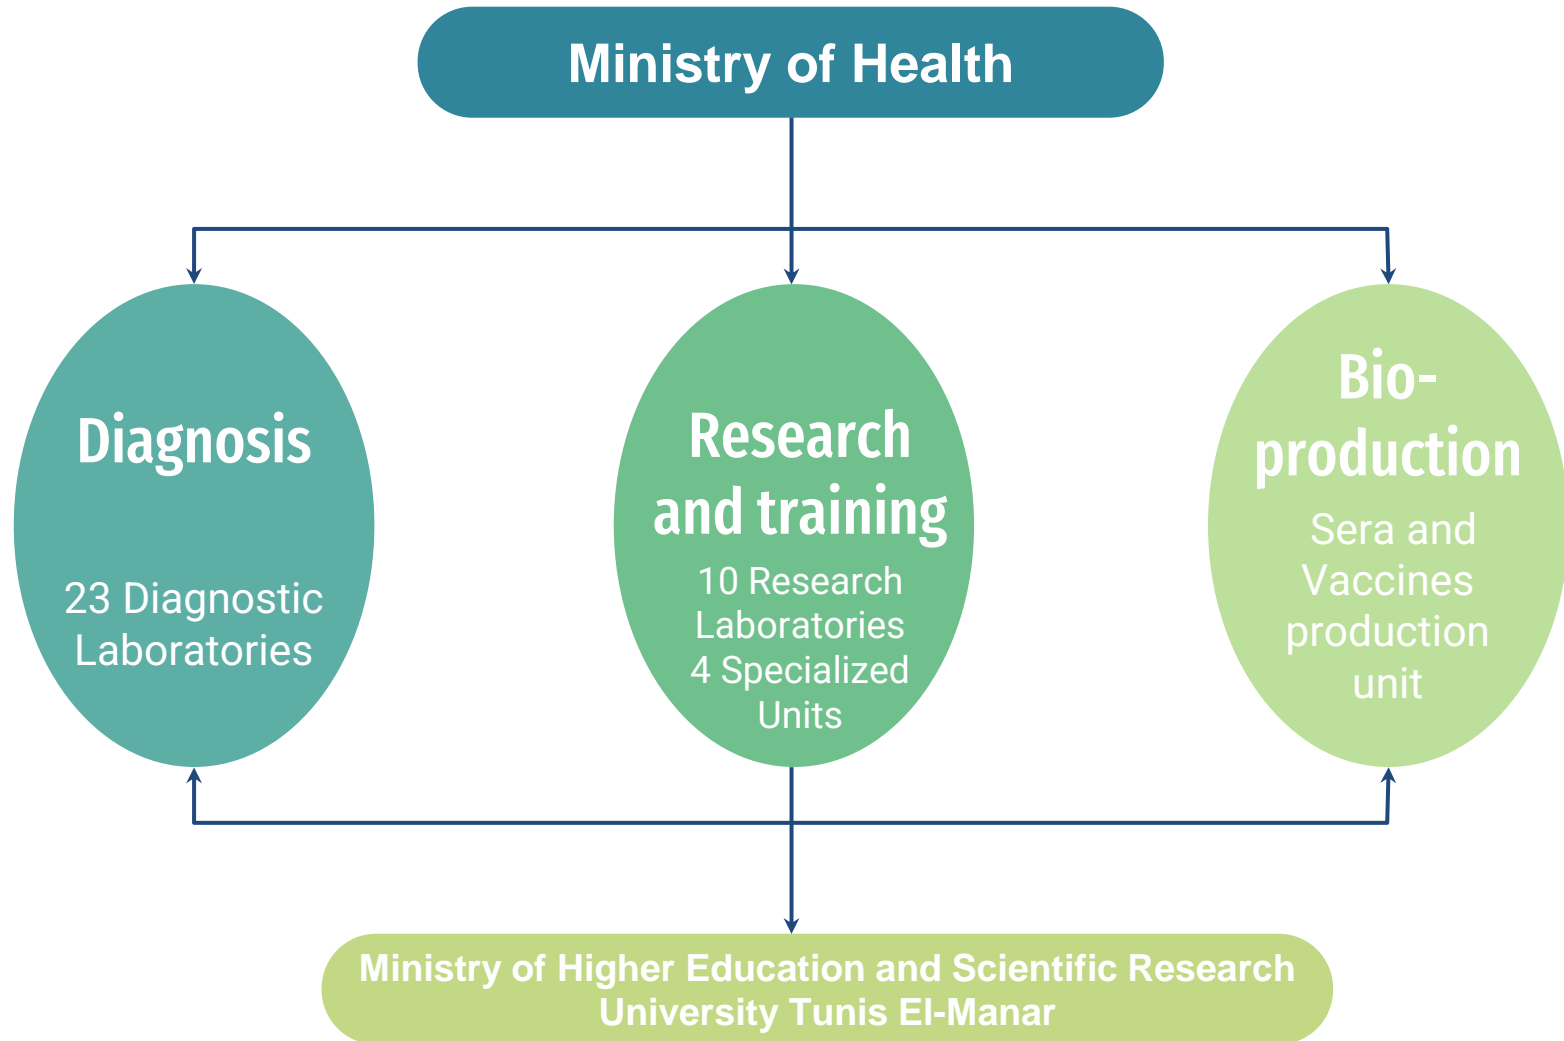 Ministry of Health
Diagnosis
23 Diagnostic
Laboratories
Research
and training
10 Research
Laboratories
4 Specialized
Units
Bio-
production
Sera and
Vaccines
production
unit
Ministry of Higher Education and Scientific Research
University Tunis El-Manar